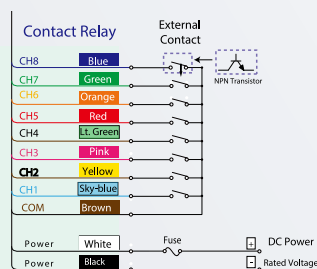 Contact Relay
External
Contact
CH8 Blue
CH7 Green
CH6 Orange
CH5 Red
CH4 Lt. Green
CH3 Pink
CH2 Yellow
CH1 Sky-blue
COM Brown
NPN Transistor
Power White Fuse + DC Power
Power Black - Rated Voltage